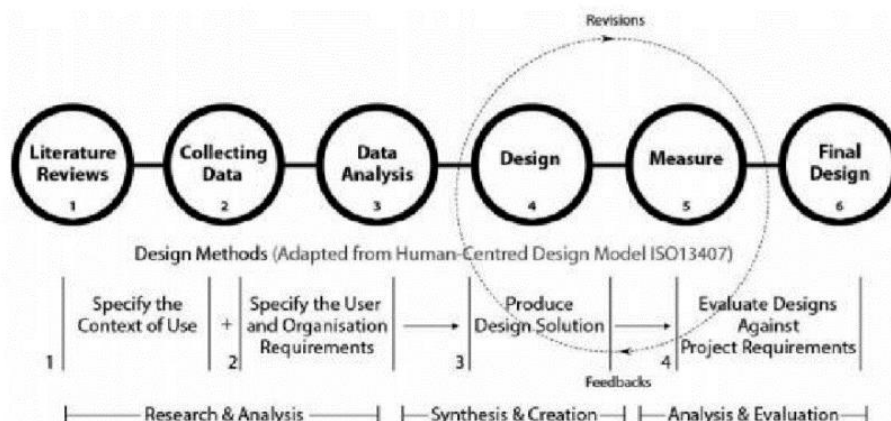 Revisions
Literature Reviews
1
Collecting Data
2
Data Analysis
3
Design
4
Measure
5
Final Design
6
Design Methods (Adapted from Human-Centred Design Model ISO13407)
1
Specify the
Context of Use
+
2
Specify the User
and Organisation
Requirements
3
Produce
Design Solution
4
Evaluate Designs
Against
Project Requirements
Feedbacks
Research & Analysis
Synthesis & Creation
Analysis & Evaluation